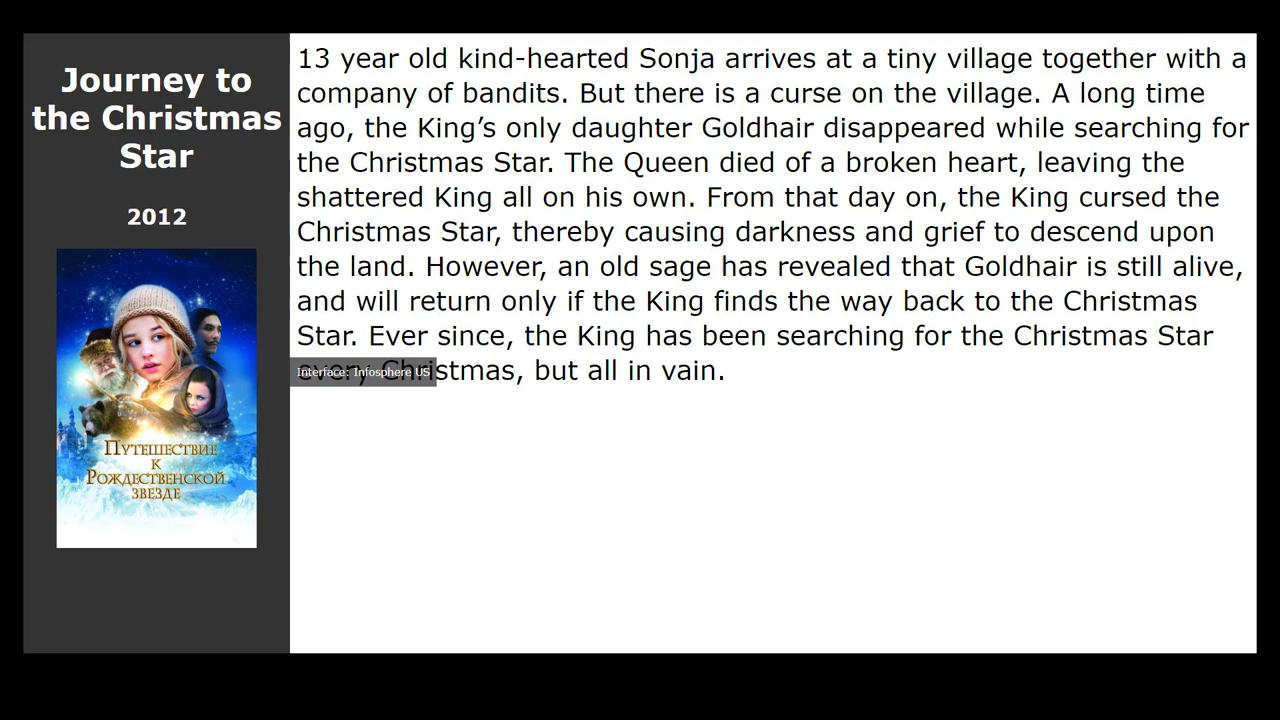 Journey to
the Christmas
Star
2012
ПУТЕШЕСТВИЕ
К
РОЖДЕСТВЕНСКОЙ
ЗВЕЗДЕ
13 year old kind-hearted Sonja arrives at a tiny village together with a
company of bandits. But there is a curse on the village. A long time
ago, the King’s only daughter Goldhair disappeared while searching for
the Christmas Star. The Queen died of a broken heart, leaving the
shattered King all on his own. From that day on, the King cursed the
Christmas Star, thereby causing darkness and grief to descend upon
the land. However, an old sage has revealed that Goldhair is still alive,
and will return only if the King finds the way back to the Christmas
Star. Ever since, the King has been searching for the Christmas Star
every Christmas, but all in vain.
Interface: Infosphere US